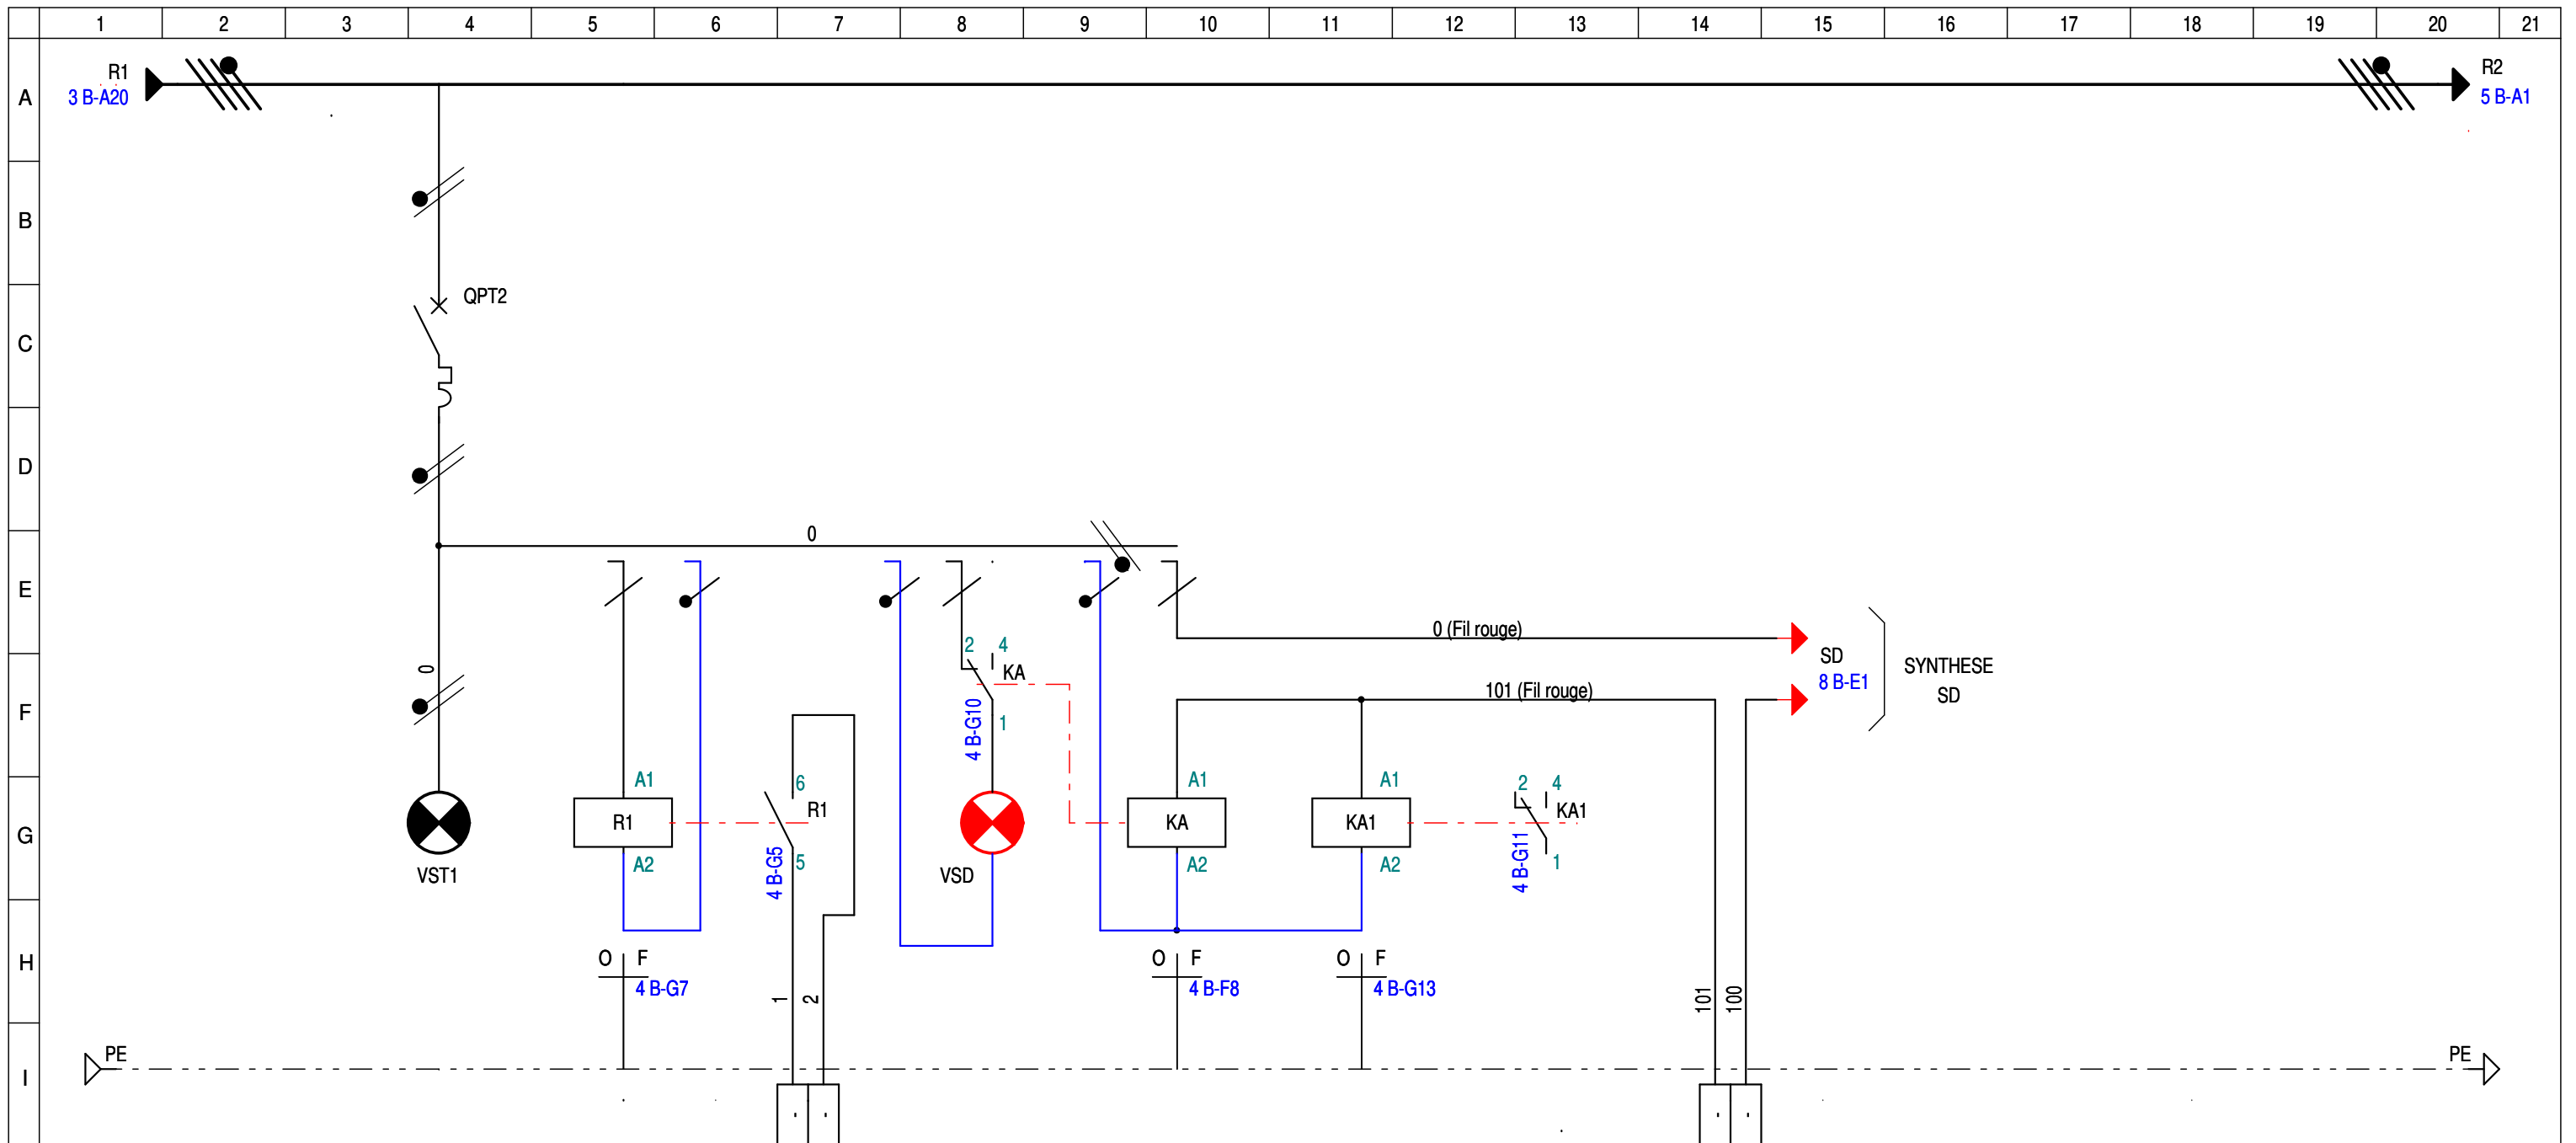 1 2 3 4 5 6 7 8 9 10 11 12 13 14 15 16 17 18 19 20 21
A
R1
3 B-A20
R2
5 B-A1
B
C
QPT2
D
0
E
0 (Fil rouge)
2 4
KA
SD
8 B-E1
SYNTHESE
SD
0
F
101 (Fil rouge)
4 B-G10
1
G
A1
R1
A2
6
R1
5
4 B-G5
VST1
VSD
A1
KA
A2
A1
KA1
A2
2 4
KA1
1
4 B-G11
H
O F
4 B-G7
1
2
O F
4 B-F8
O F
4 B-G13
101
100
I
PE
PE